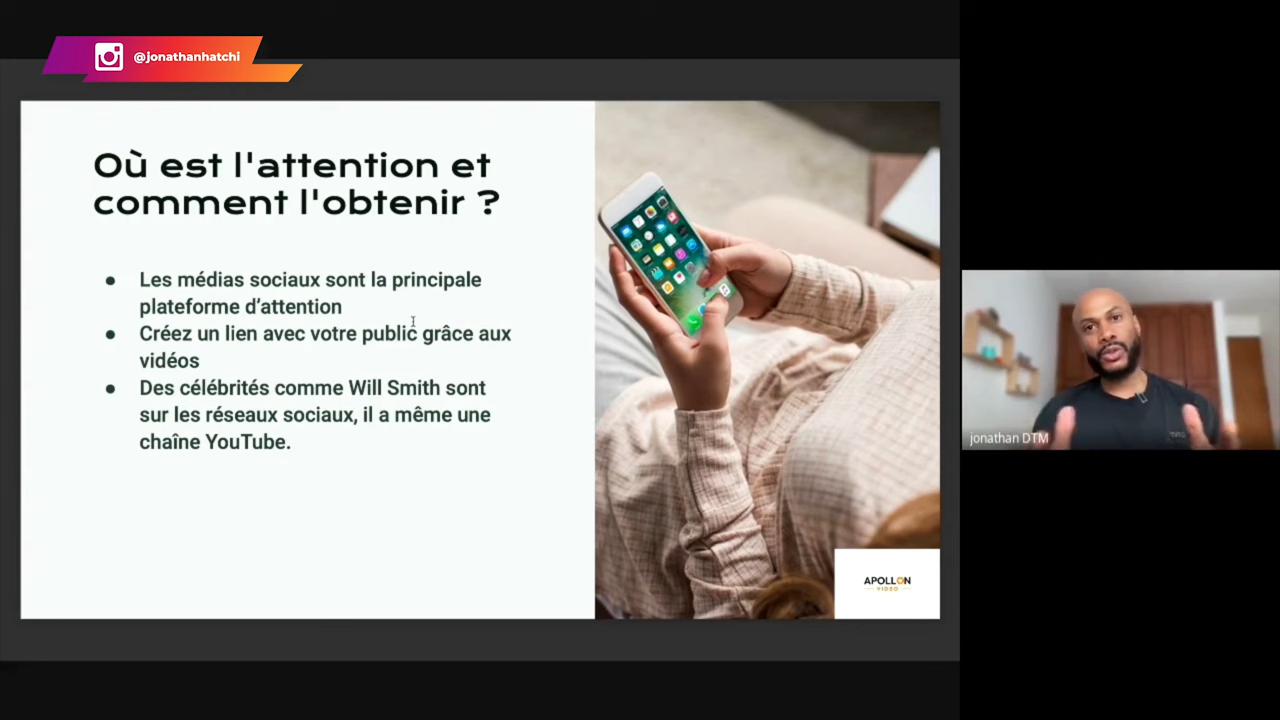 @jonathanhatchi
Où est l'attention et
comment l'obtenir ?
● Les médias sociaux sont la principale
plateforme d’attention
● Créez un lien avec votre public grâce aux
vidéos
● Des célébrités comme Will Smith sont
sur les réseaux sociaux, il a même une
chaîne YouTube.
APOLLON
VIDEO
jonathan DTM